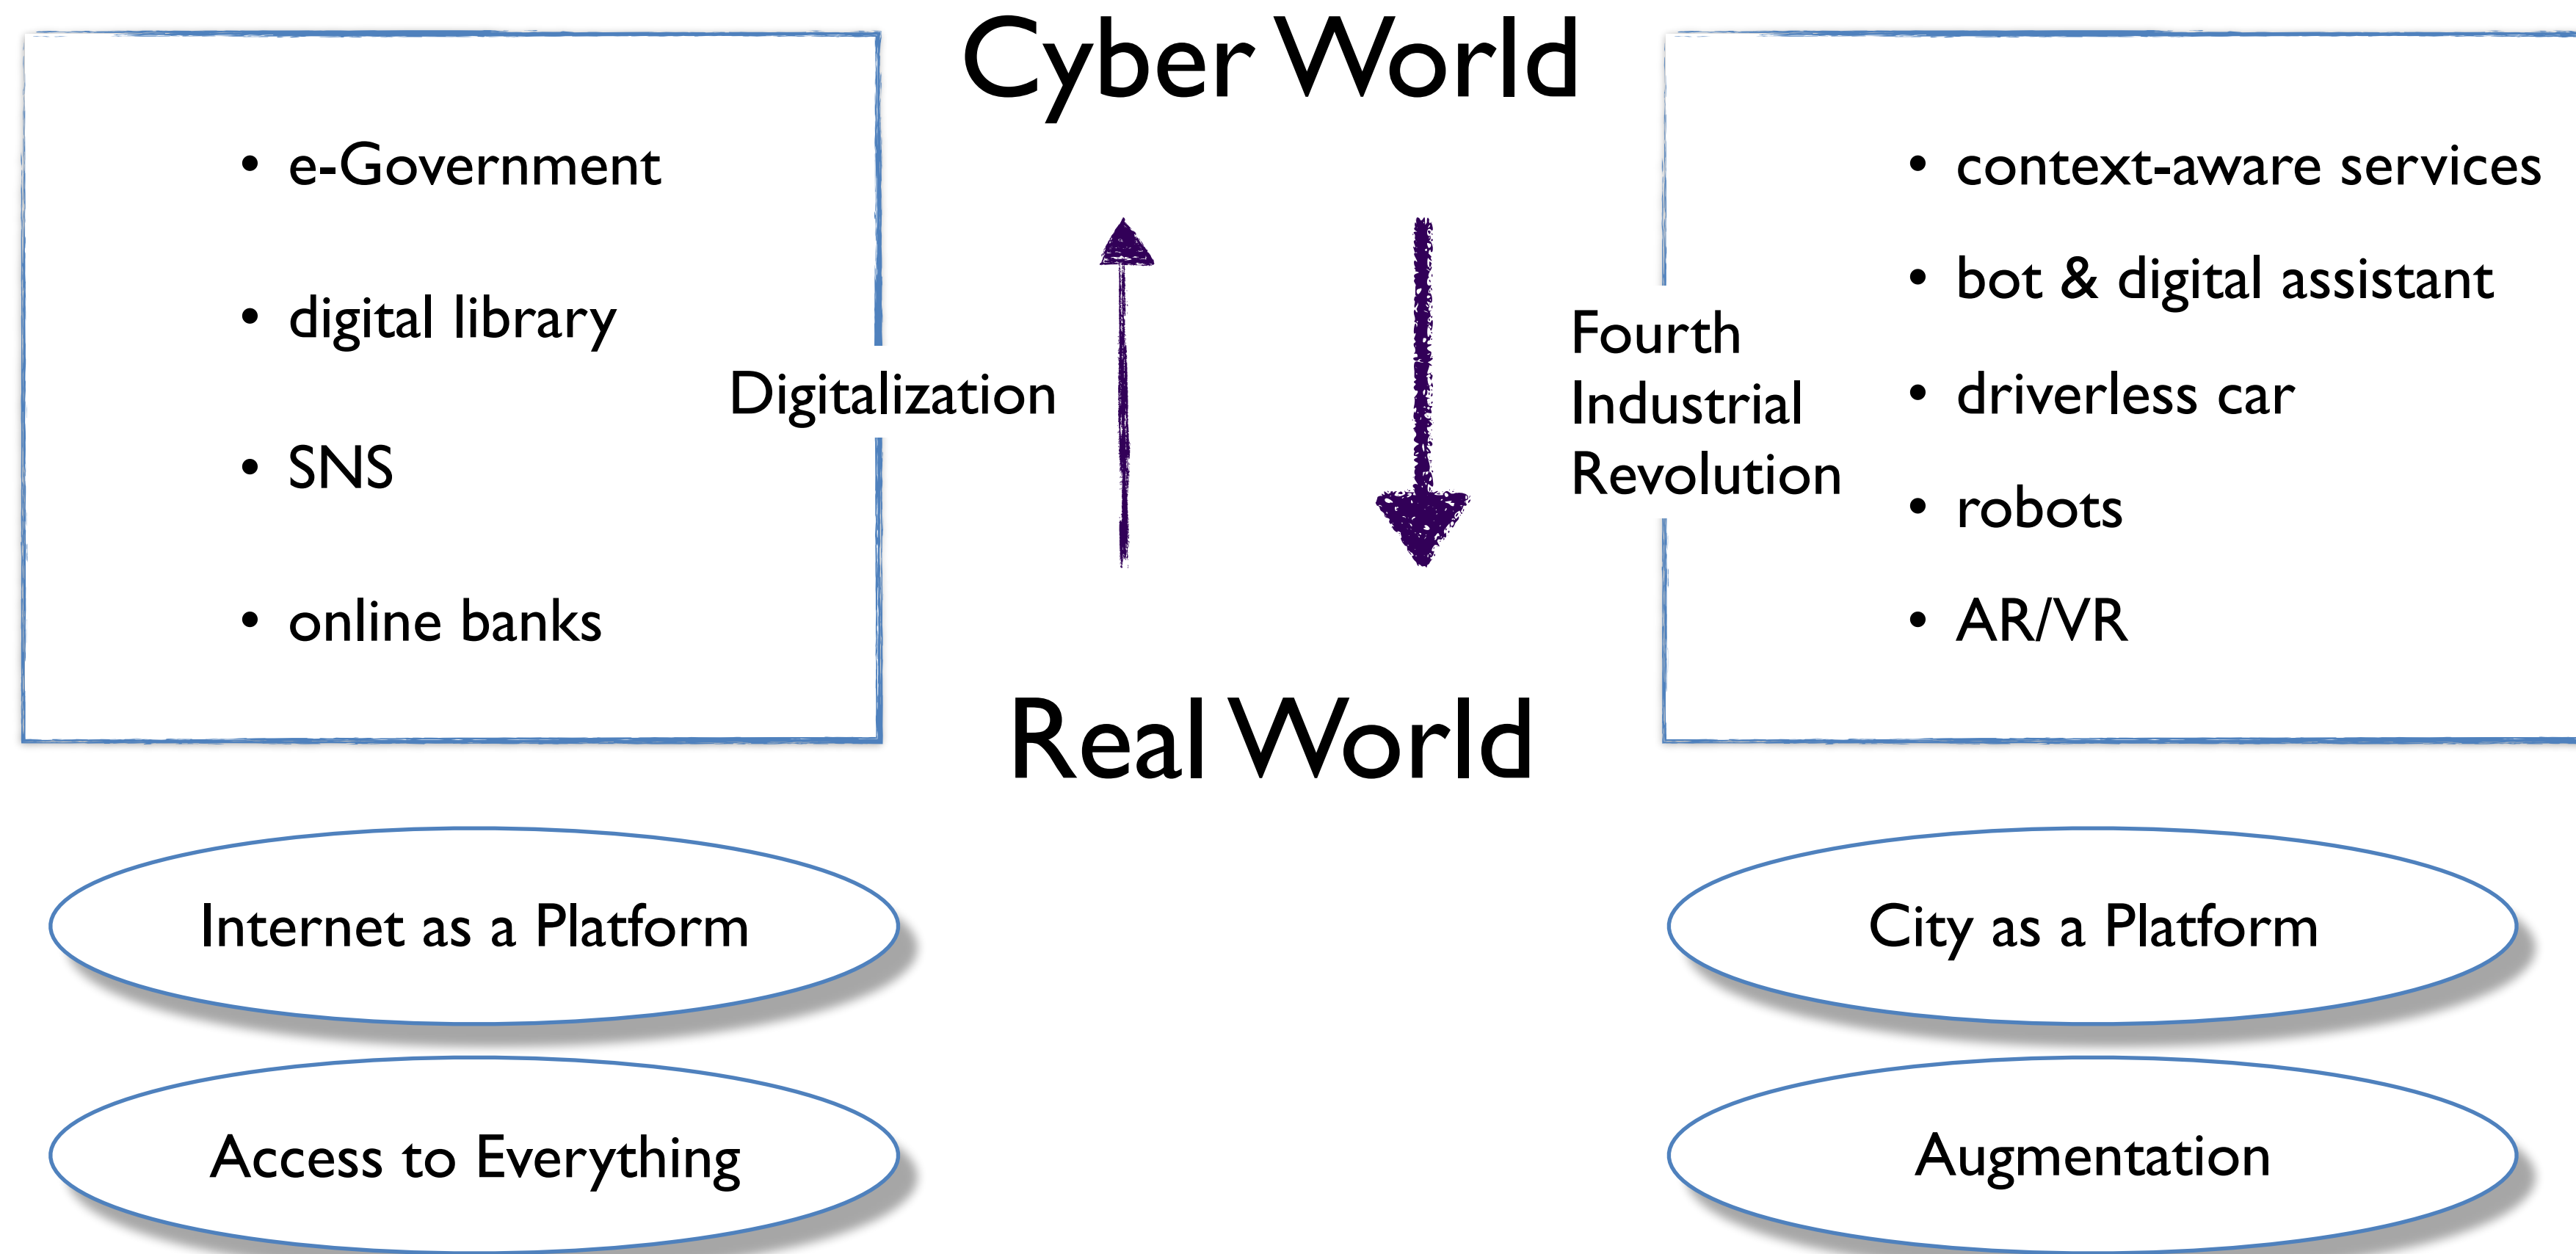 Cyber World
• e-Government
• digital library
• SNS
• online banks
Digitalization
Fourth
Industrial
Revolution
• context-aware services
• bot & digital assistant
• driverless car
• robots
• AR/VR
Real World
Internet as a Platform
City as a Platform
Access to Everything
Augmentation